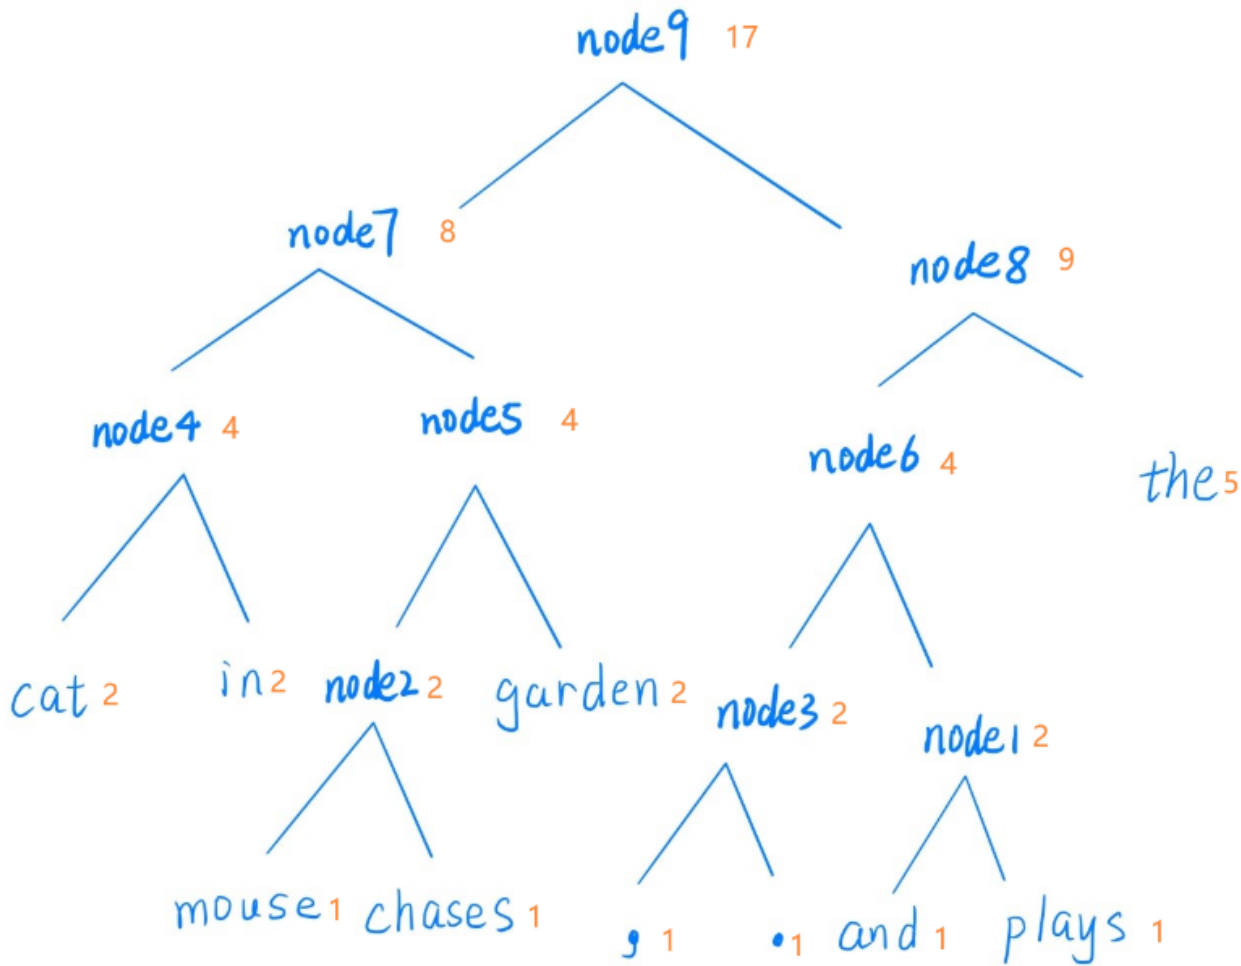 node9 17
node7 8
node8 9
node4 4
node5 4
node6 4
the 5
cat 2
in 2
node2 2
garden 2
node3 2
node1 2
mouse 1
chases 1
, 1
. 1
and 1
plays 1